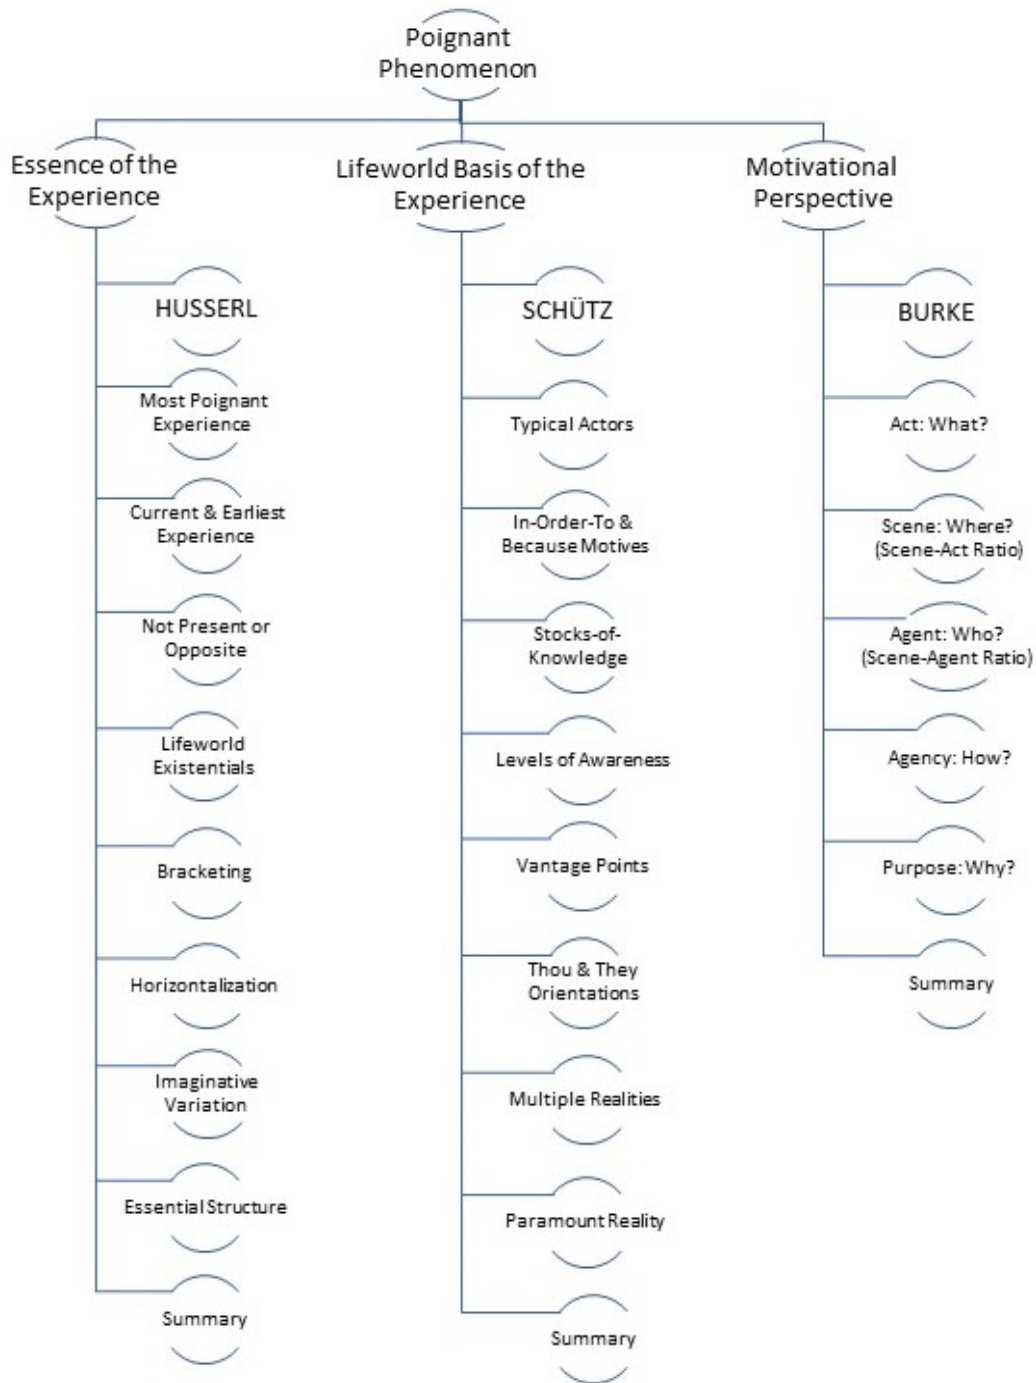 Poignant
Phenomenon
Essence of the
Experience
HUSSERL
Most Poignant
Experience
Current & Earliest
Experience
Not Present or
Opposite
Lifeworld
Existentials
Bracketing
Horizontalization
Imaginative
Variation
Essential Structure
Summary
Lifeworld Basis of the
Experience
SCHÜTZ
Typical Actors
In-Order-To &
Because Motives
Stocks-of-
Knowledge
Levels of Awareness
Vantage Points
Thou & They
Orientations
Multiple Realities
Paramount Reality
Summary
Motivational
Perspective
BURKE
Act: What?
Scene: Where?
(Scene-Act Ratio)
Agent: Who?
(Scene-Agent Ratio)
Agency: How?
Purpose: Why?
Summary